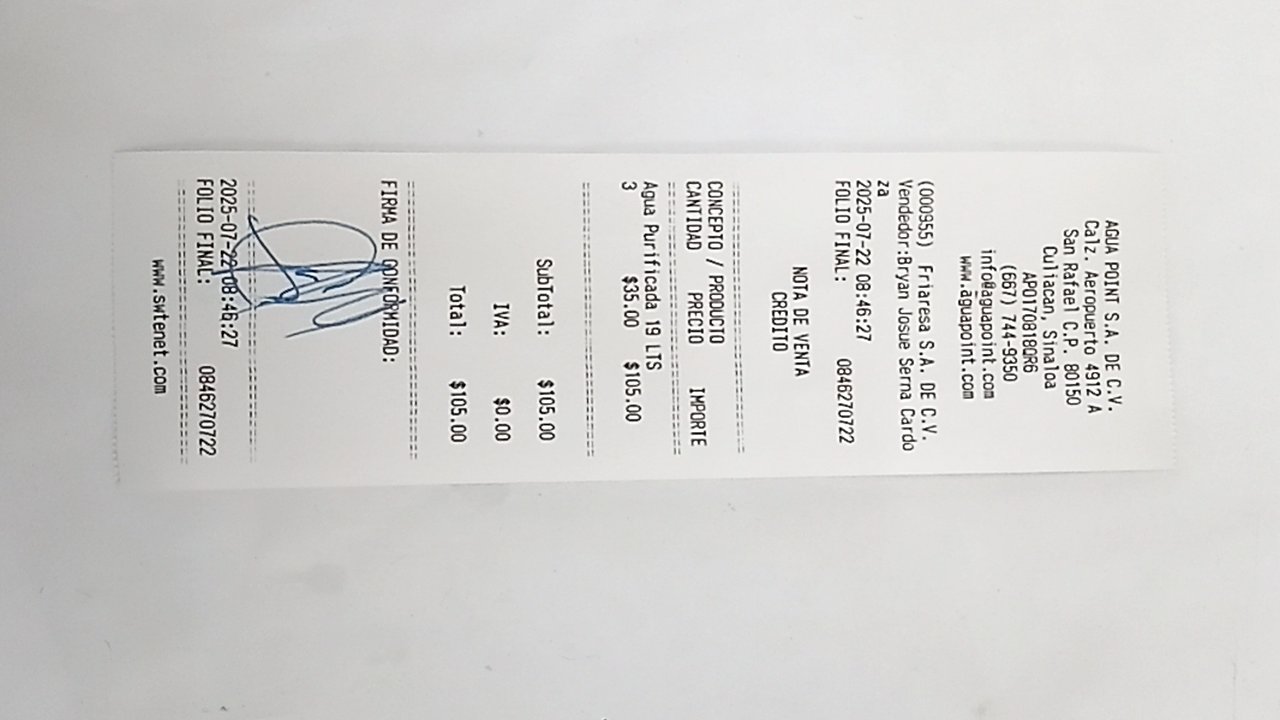 AGUA POINT S.A. DE C.V.
Calz. Aeropuerto 4912 A
San Rafael C.P. 80150
Culiacan, Sinaloa
APO1708180R6
(667) 744-9350
info@aguapoint.com
www.aguapoint.com
(000955) Friaresa S.A. DE C.V.
Vendedor:Bryan Josue Serna Cardo
za
2025-07-22 08:46:27
FOLIO FINAL: 0846270722
NOTA DE VENTA
CREDITO
================================
CONCEPTO / PRODUCTO
CANTIDAD PRECIO IMPORTE
================================
Agua Purificada 19 LTS
3 $35.00 $105.00
================================
SubTotal: $105.00
IVA: $0.00
Total: $105.00
================================
FIRMA DE CONFORMIDAD:
================================
2025-07-22 08:46:27
FOLIO FINAL: 0846270722
================================
www.swtenet.com